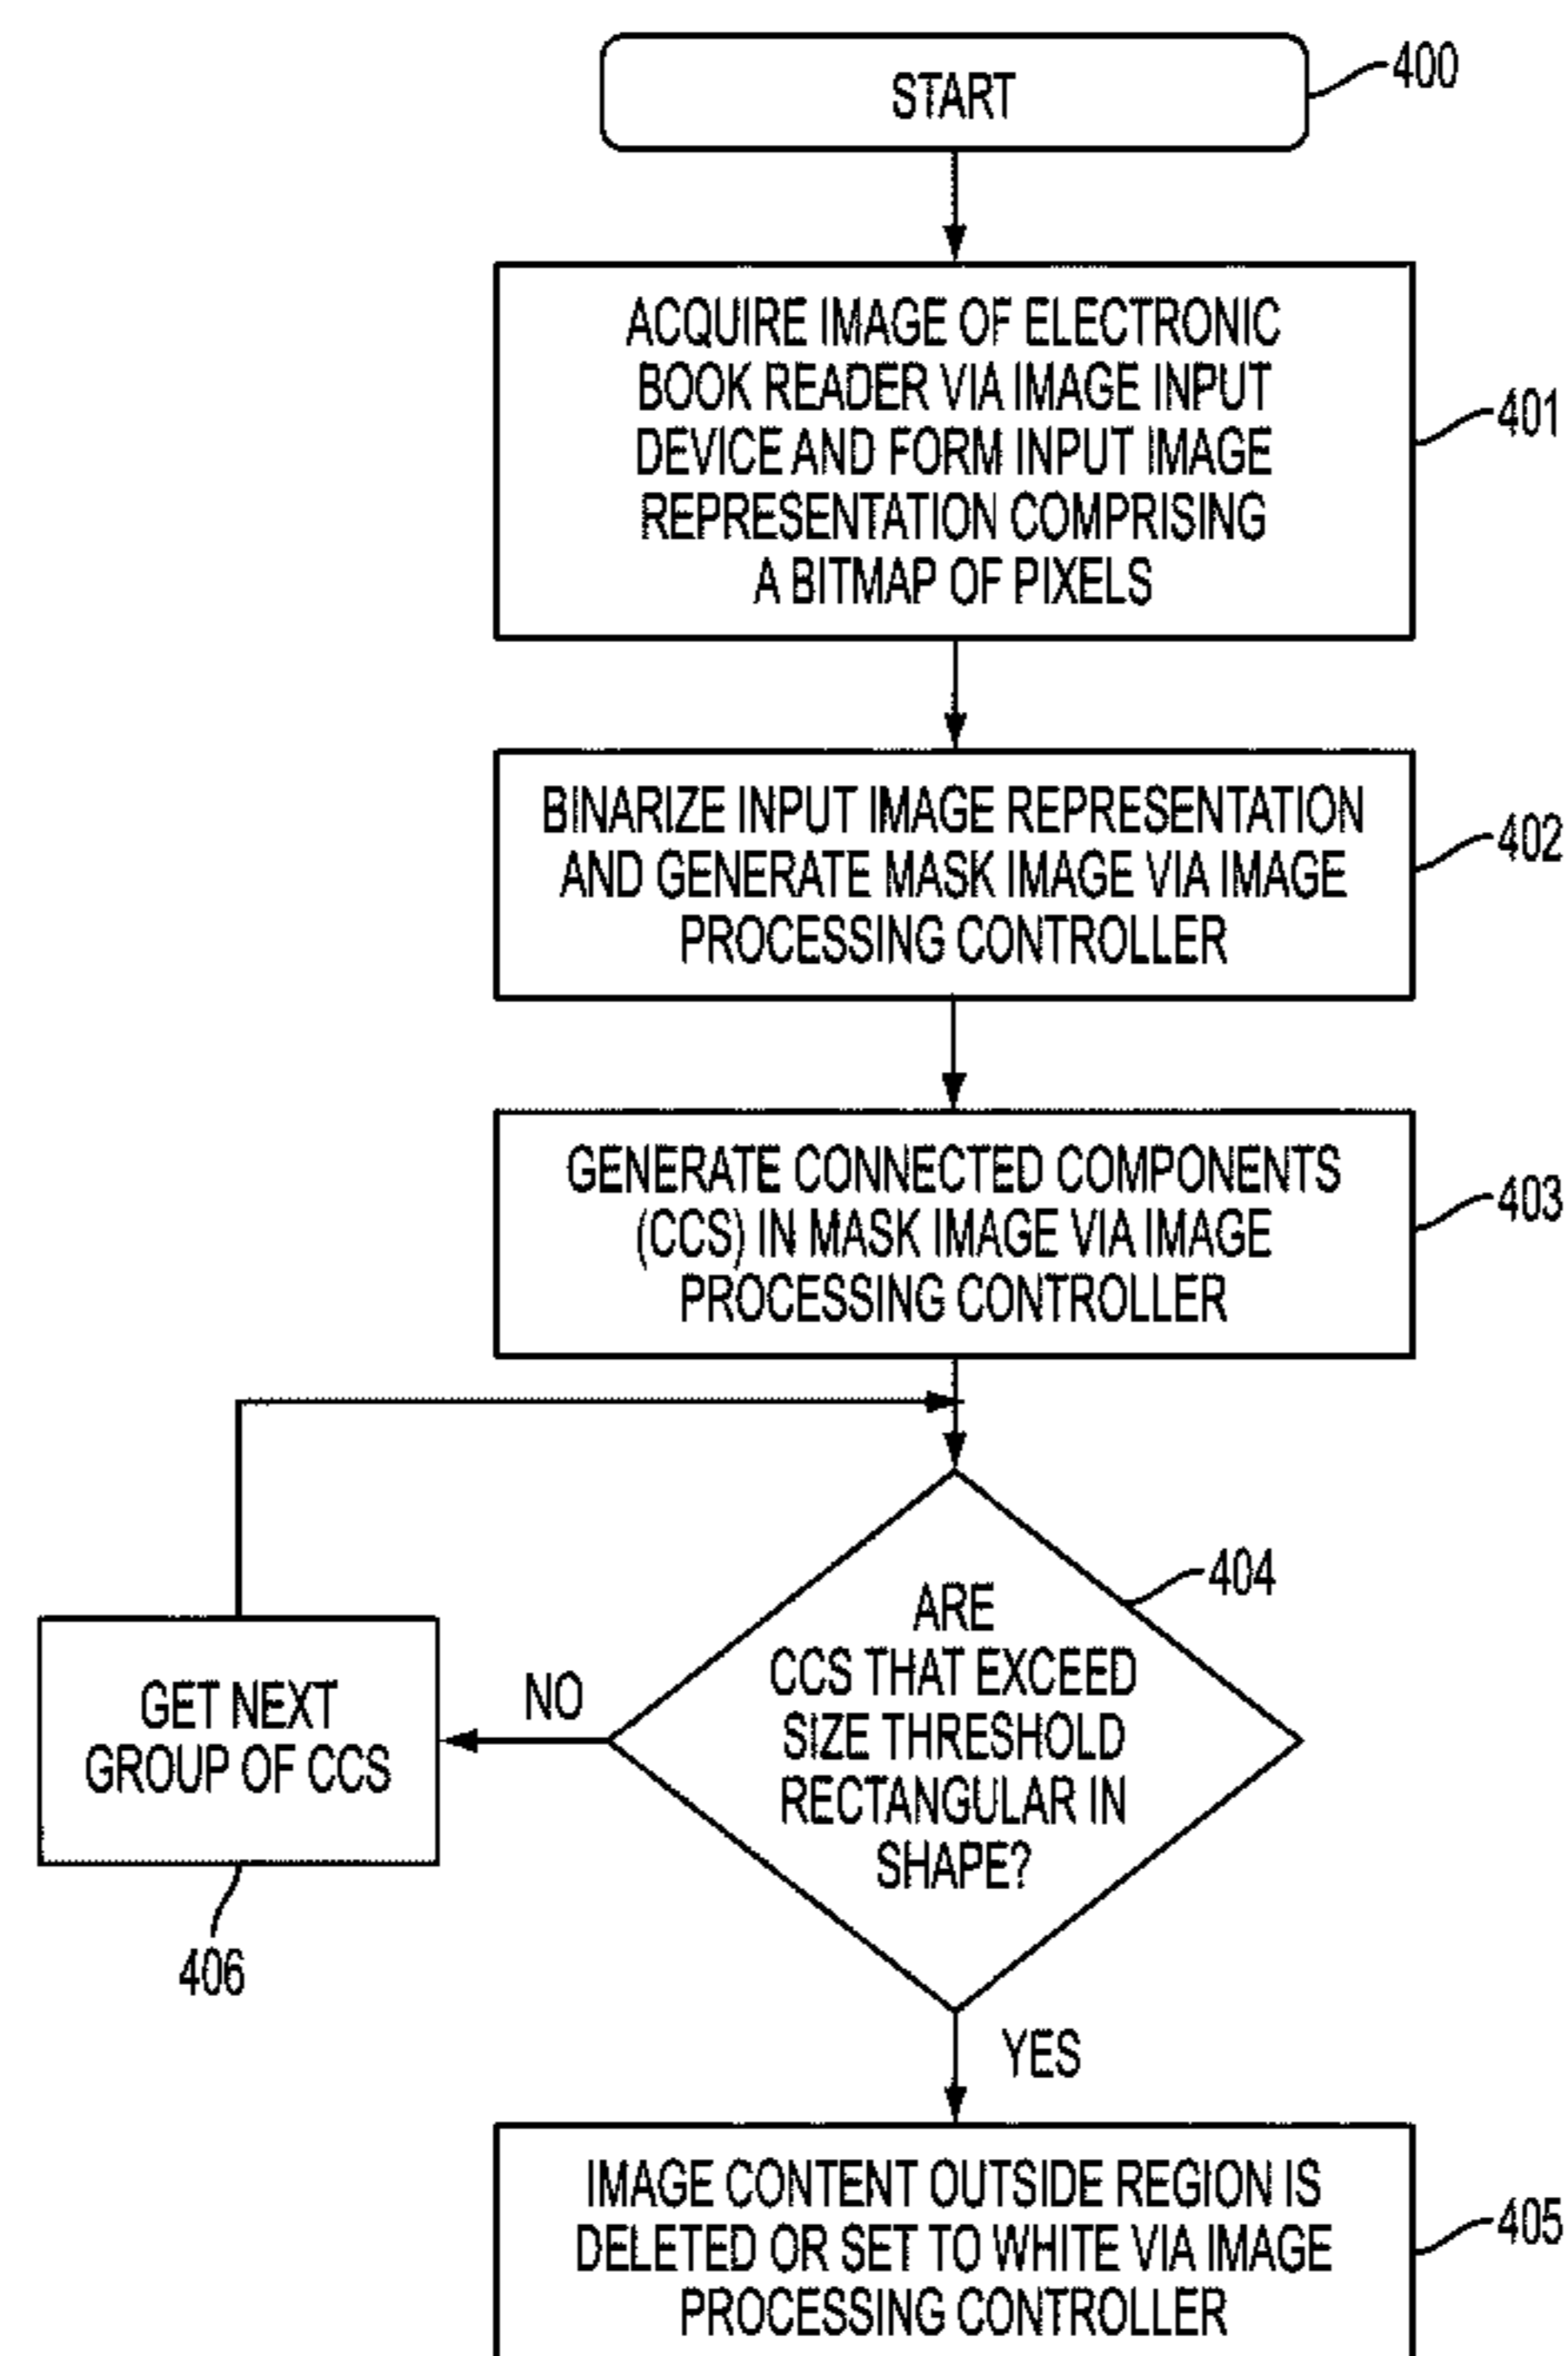 START
400
ACQUIRE IMAGE OF ELECTRONIC
BOOK READER VIA IMAGE INPUT
DEVICE AND FORM INPUT IMAGE
REPRESENTATION COMPRISING
A BITMAP OF PIXELS
401
BINARIZE INPUT IMAGE REPRESENTATION
AND GENERATE MASK IMAGE VIA IMAGE
PROCESSING CONTROLLER
402
GENERATE CONNECTED COMPONENTS
(CCS) IN MASK IMAGE VIA IMAGE
PROCESSING CONTROLLER
403
ARE
CCS THAT EXCEED
SIZE THRESHOLD
RECTANGULAR IN
SHAPE?
404
NO
GET NEXT
GROUP OF CCS
406
YES
IMAGE CONTENT OUTSIDE REGION IS
DELETED OR SET TO WHITE VIA IMAGE
PROCESSING CONTROLLER
405